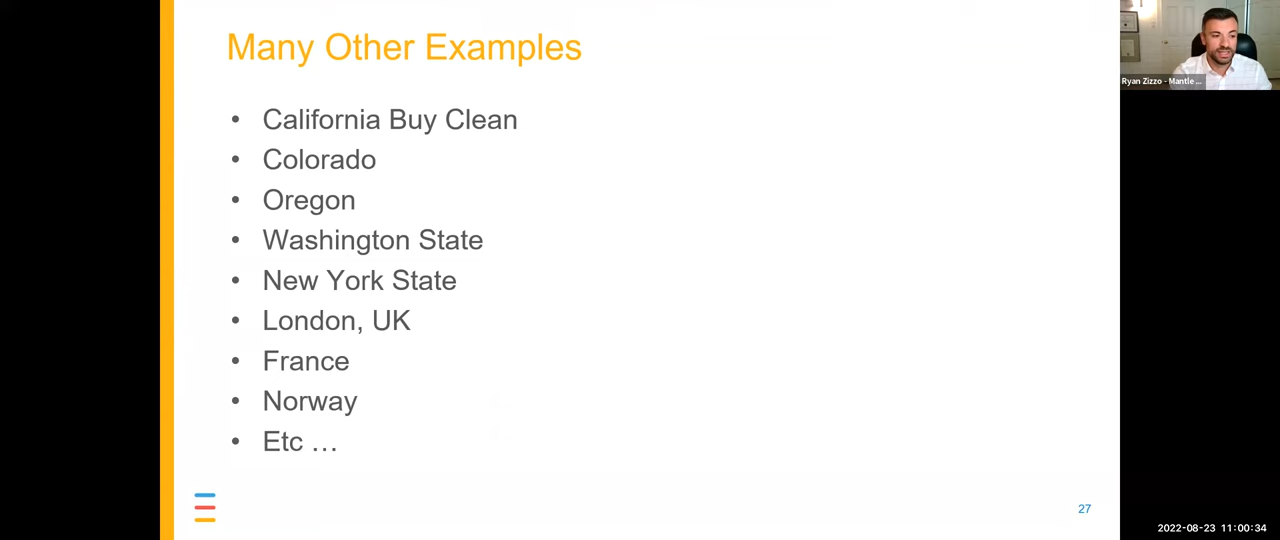 Many Other Examples
Ryan Zizzo - Mantle ...
• California Buy Clean
• Colorado
• Oregon
• Washington State
• New York State
• London, UK
• France
• Norway
• Etc …
27
2022-08-23 11:00:34